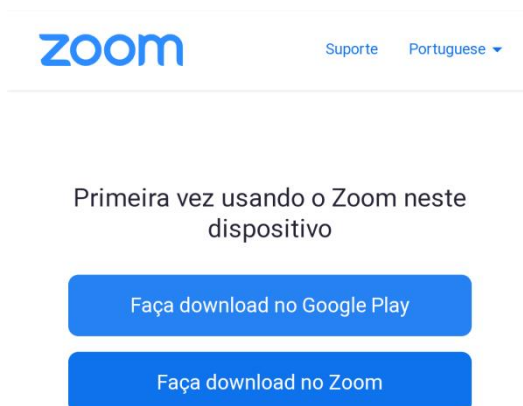 zoom
Suporte
Portuguese
Primeira vez usando o Zoom neste
dispositivo
Faça download no Google Play
Faça download no Zoom